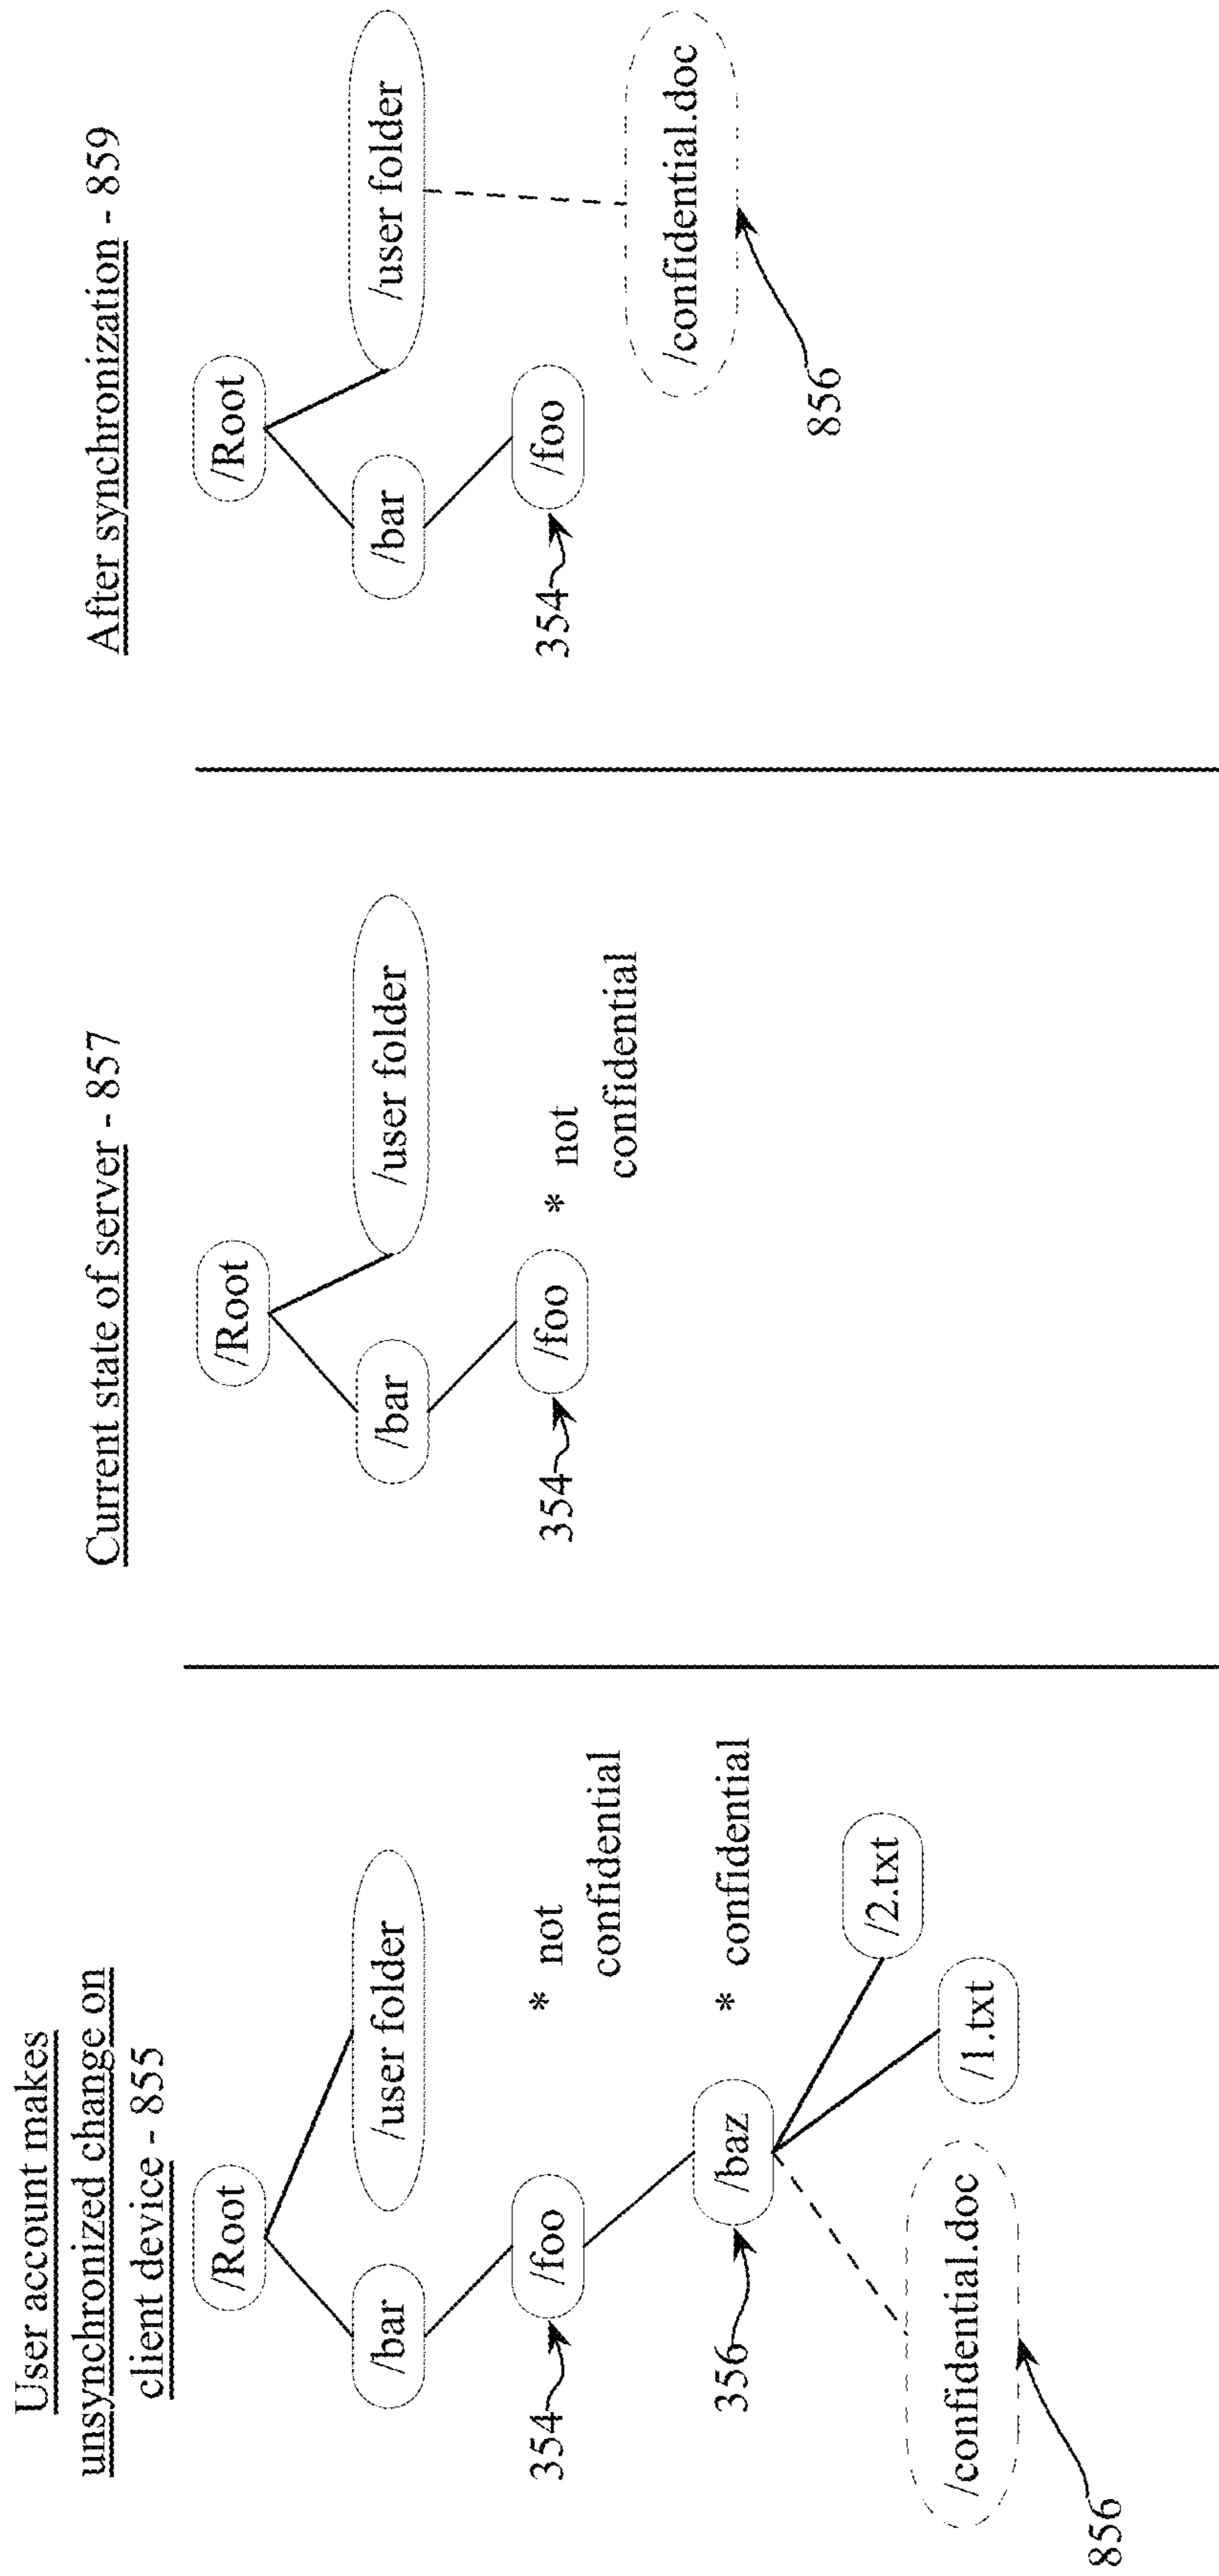 User account makes
unsynchronized change on
client device - 855
/Root
/bar
/user folder
354
/foo
* not
confidential
356
/baz
* confidential
/confidential.doc
/1.txt
/2.txt
856
Current state of server - 857
/Root
/bar
/user folder
354
/foo
* not
confidential
After synchronization - 859
/Root
/bar
/user folder
354
/foo
/confidential.doc
856